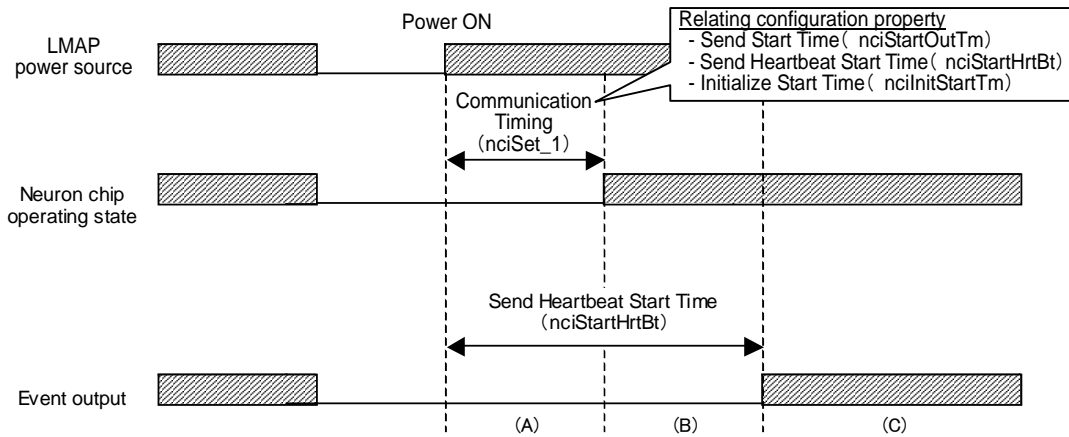 Power ON
LMAP
power source
Relating configuration property
- Send Start Time( nciStartOutTm)
- Send Heartbeat Start Time( nciStartHrtBt)
- Initialize Start Time( nciInitStartTm)
Communication
Timing
(nciSet_1)
Neuron chip
operating state
Send Heartbeat Start Time
(nciStartHrtBt)
Event output
(A)
(B)
(C)